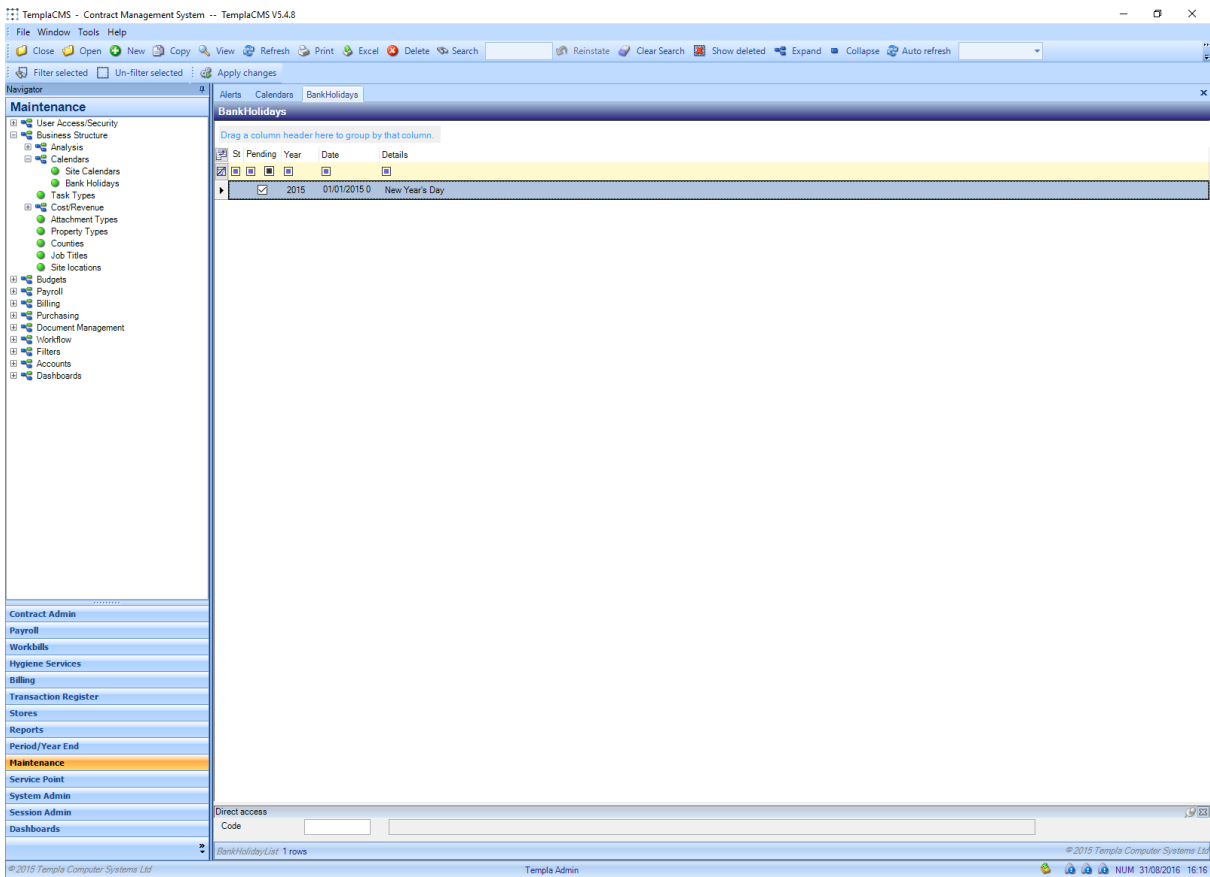 TemplaCMS - Contract Management System -- TemplaCMS V5.4.8
File Window Tools Help
Close Open New Copy View Refresh Print Excel Delete Search Reinstate Clear Search Show deleted Expand Collapse Auto refresh
Filter selected Un-filter selected Apply changes
Navigator
Maintenance
User Access/Security
Business Structure
Analysis
Calendars
Site Calendars
Bank Holidays
Task Types
Cost/Revenue
Attachment Types
Property Types
Counties
Job Titles
Site locations
Budgets
Payroll
Billing
Purchasing
Document Management
Workflow
Filters
Accounts
Dashboards
Contract Admin
Payroll
Workbills
Hygiene Services
Billing
Transaction Register
Stores
Reports
Period/Year End
Maintenance
Service Point
System Admin
Session Admin
Dashboards
Alerts Calendars BankHolidays
BankHolidays
Drag a column header here to group by that column.
St Pending Year Date Details
2015 01/01/2015 0 New Year's Day
Direct access
Code
BankHolidayList 1 rows
© 2015 Templa Computer Systems Ltd
© 2015 Templa Computer Systems Ltd Templa Admin NUM 31/08/2016 16:16